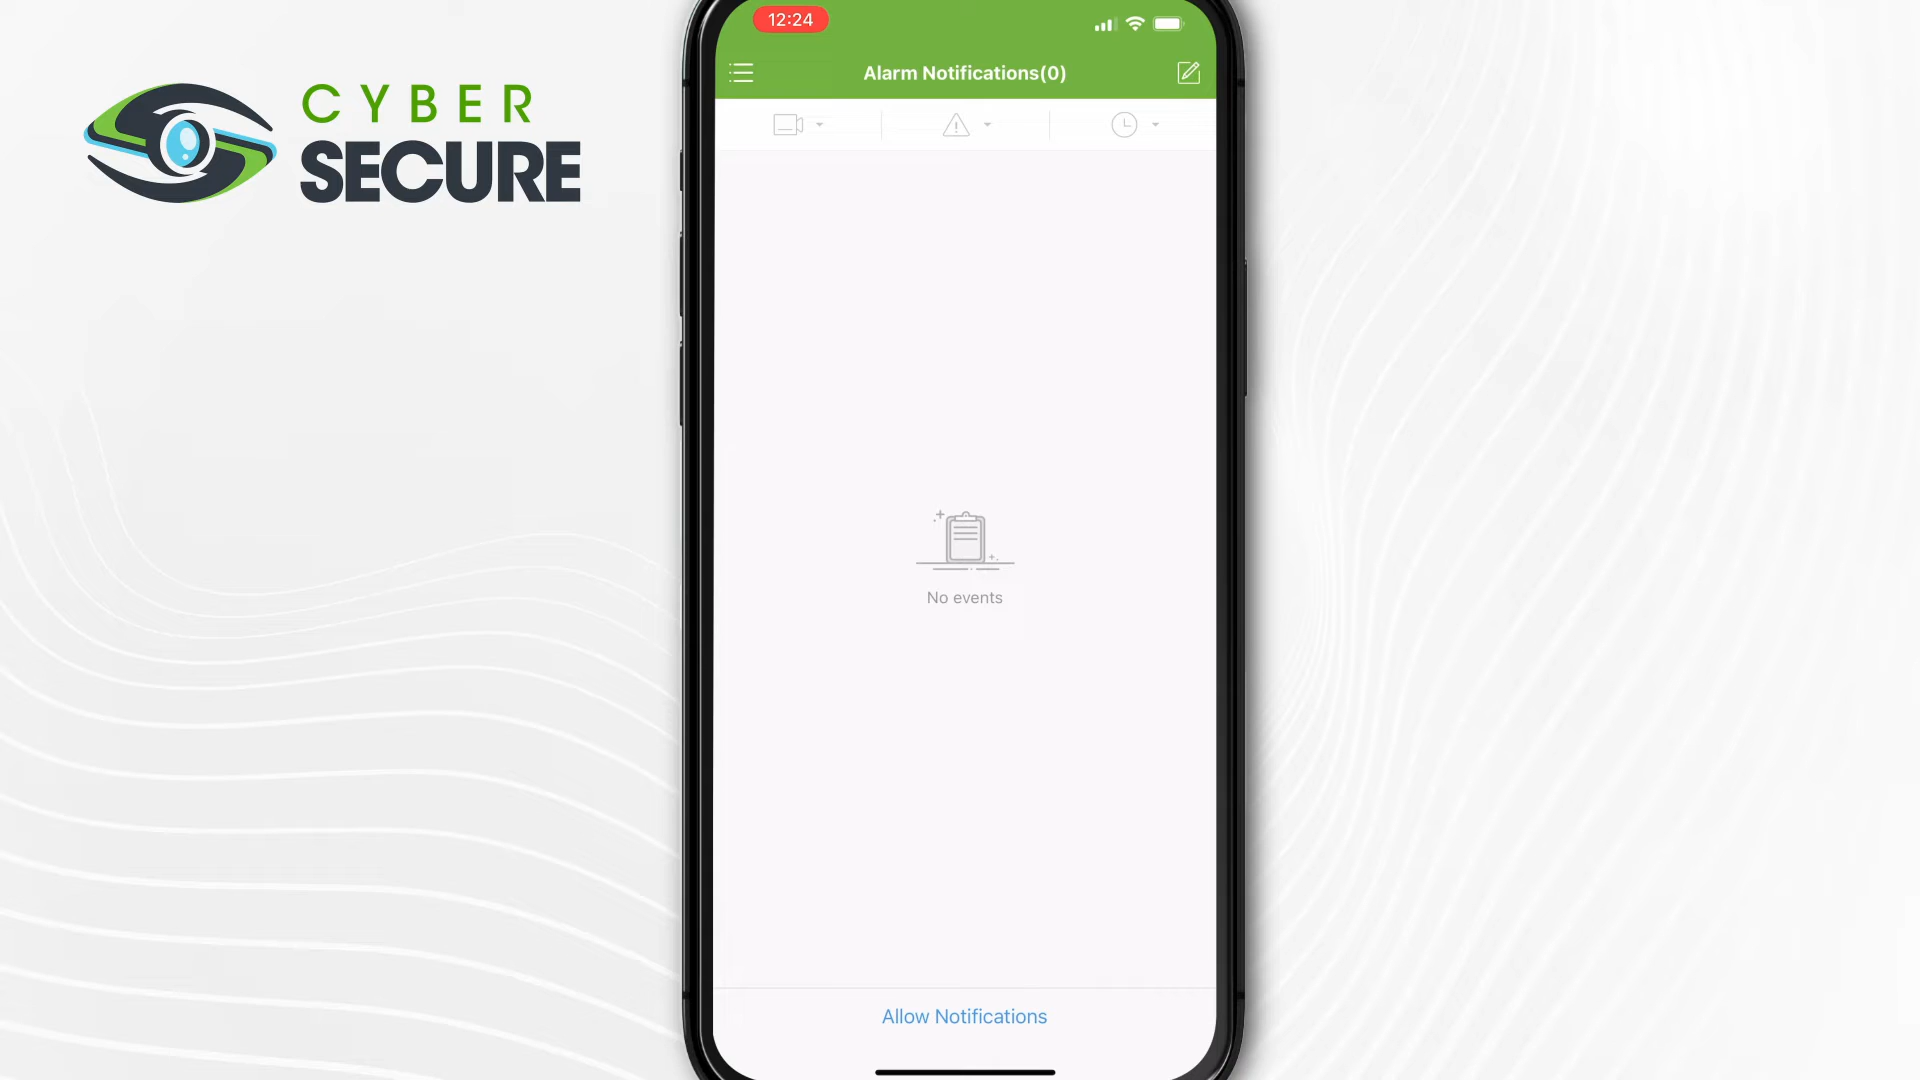 CYBER
SECURE
12:24
Alarm Notifications(0)
No events
Allow Notifications